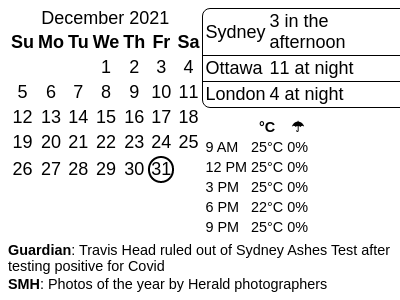 December 2021
Su Mo Tu We Th Fr Sa
1 2 3 4
5 6 7 8 9 10 11
12 13 14 15 16 17 18
19 20 21 22 23 24 25
26 27 28 29 30 31
Sydney 3 in the
afternoon
Ottawa 11 at night
London 4 at night
°C ☂
9 AM 25°C 0%
12 PM 25°C 0%
3 PM 25°C 0%
6 PM 22°C 0%
9 PM 25°C 0%
Guardian: Travis Head ruled out of Sydney Ashes Test after
testing positive for Covid
SMH: Photos of the year by Herald photographers